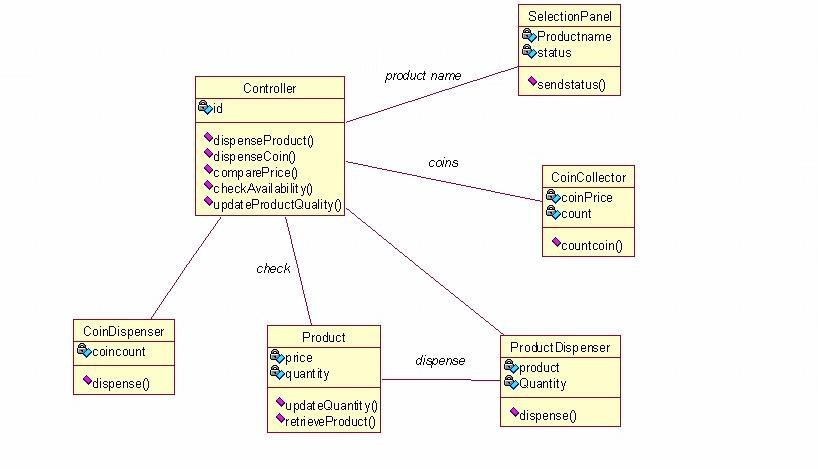 SelectionPanel
Productname
status
sendstatus()
product name
Controller
id
dispenseProduct()
dispenseCoin()
comparePrice()
checkAvailability()
updateProductQuality()
coins
CoinCollector
coinPrice
count
countcoin()
check
CoinDispenser
coincount
dispense()
Product
price
quantity
updateQuantity()
retrieveProduct()
dispense
ProductDispenser
product
Quantity
dispense()